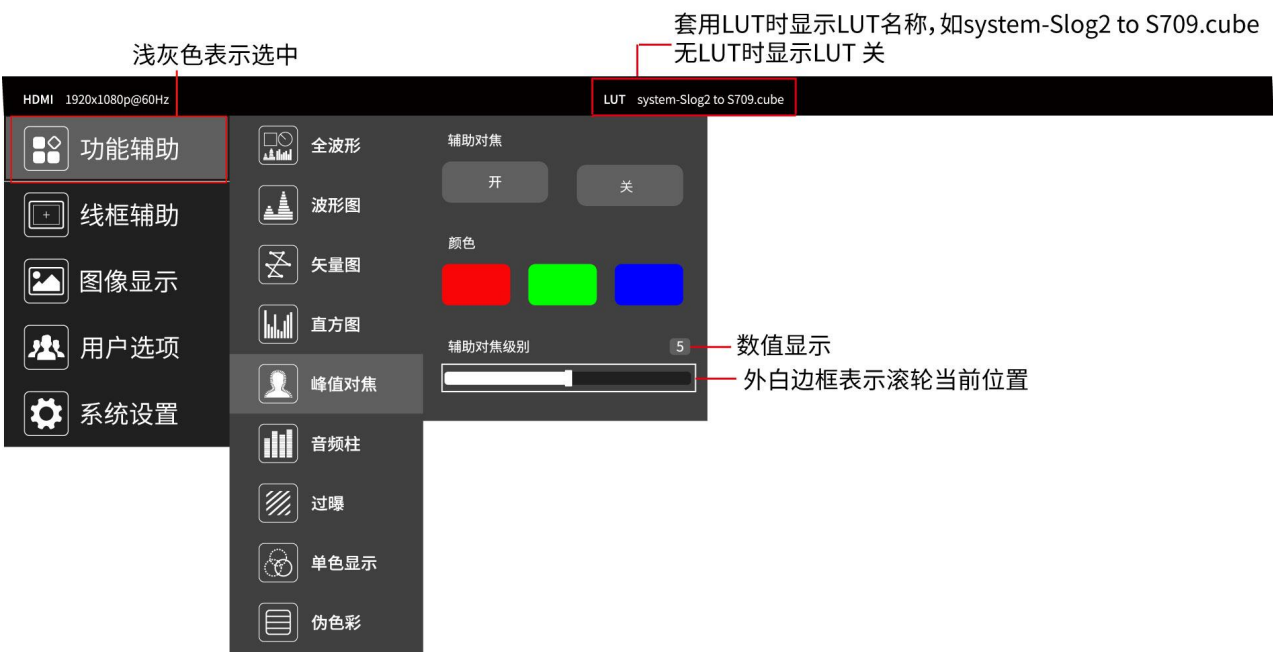 套用LUT时显示LUT名称,如system-Slog2 to S709.cube
无LUT时显示LUT 关
浅灰色表示选中
HDMI 1920x1080p@60Hz
LUT system-Slog2 to S709.cube
功能辅助
线框辅助
图像显示
用户选项
系统设置
全波形
波形图
矢量图
直方图
峰值对焦
音频柱
过曝
单色显示
伪色彩
辅助对焦
开
关
颜色
辅助对焦级别
5
数值显示
外白边框表示滚轮当前位置